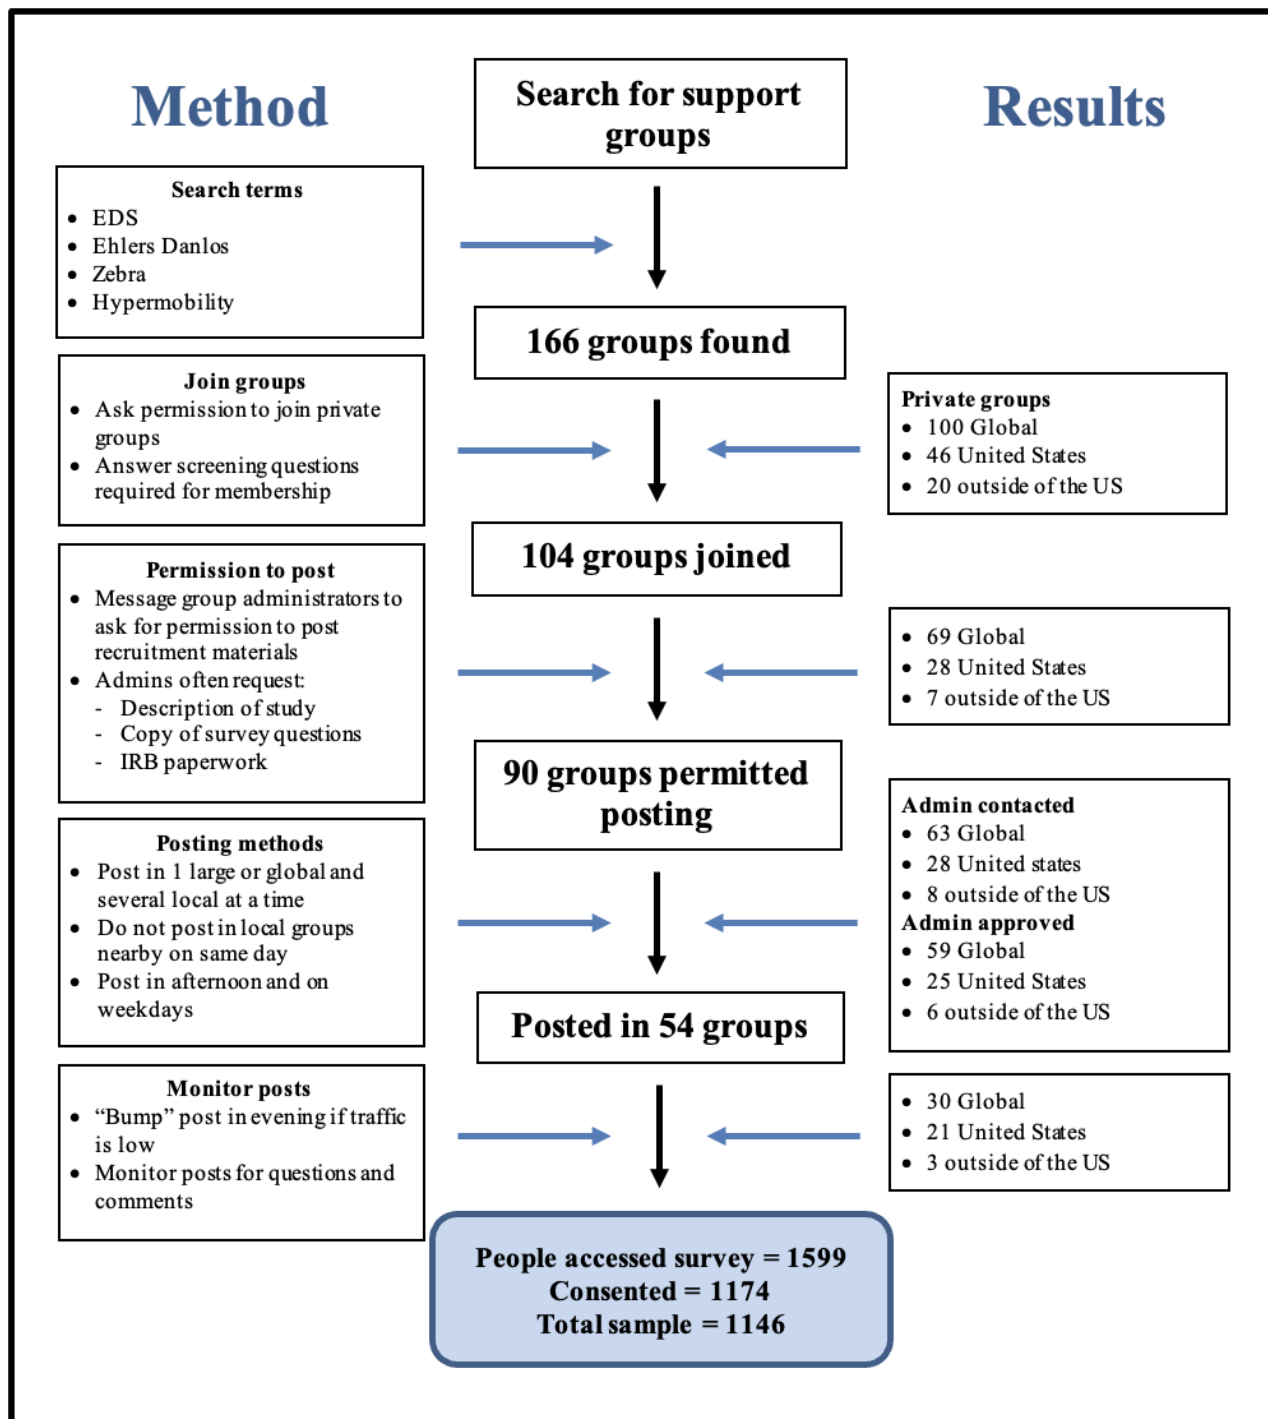 Method
Search for support
groups
Results
Search terms
• EDS
• Ehlers Danlos
• Zebra
• Hypermobility
166 groups found
Join groups
• Ask permission to join private
groups
• Answer screening questions
required for membership
Private groups
• 100 Global
• 46 United States
• 20 outside of the US
104 groups joined
Permission to post
• Message group administrators to
ask for permission to post
recruitment materials
• Admins often request:
- Description of study
- Copy of survey questions
- IRB paperwork
• 69 Global
• 28 United States
• 7 outside of the US
90 groups permitted
posting
Posting methods
• Post in 1 large or global and
several local at a time
• Do not post in local groups
nearby on same day
• Post in afternoon and on
weekdays
Admin contacted
• 63 Global
• 28 United states
• 8 outside of the US
Admin approved
• 59 Global
• 25 United States
• 6 outside of the US
Posted in 54 groups
Monitor posts
• “Bump” post in evening if traffic
is low
• Monitor posts for questions and
comments
• 30 Global
• 21 United States
• 3 outside of the US
People accessed survey = 1599
Consented = 1174
Total sample = 1146